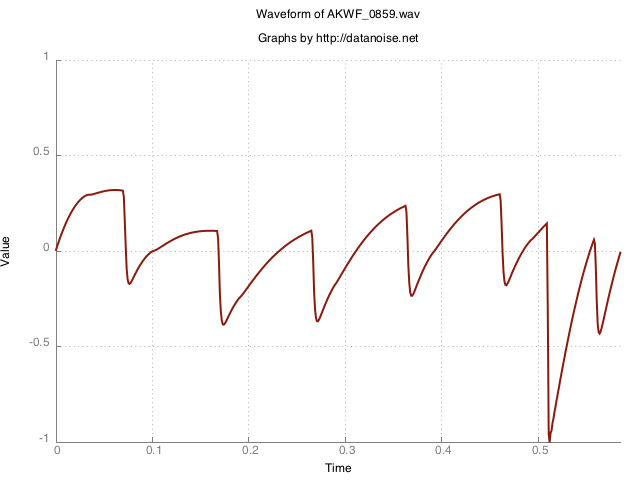 Waveform of AKWF_0859.wav
Graphs by http://datanoise.net
1
0.5
0
-0.5
-1
Value
0 0.1 0.2 0.3 0.4 0.5
Time